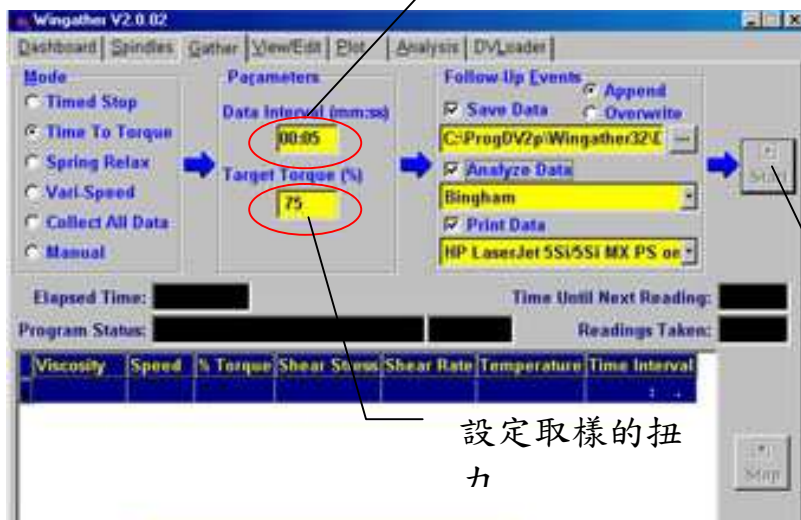 Wingather V2.0.02
Dashboard Spindles Gather View/Edit Plot Analysis DVLoader
Mode
Timed Stop
Time To Torque
Spring Relax
Vari-Speed
Collect All Data
Manual
Parameters
Data Interval (mm:ss)
00:05
Target Torque (%)
75
Follow-Up Events
Append
Save Data
Overwrite
C:\ProgDV2p\Wingather32\
Analyze Data
Bingham
Print Data
HP LaserJet 5Si/5Si MX PS
Start
Elapsed Time:
Time Until Next Reading:
Program Status:
Readings Taken:
Viscosity Speed % Torque Shear Stress Shear Rate Temperature Time Interval
設定取樣的扭
力
Stop